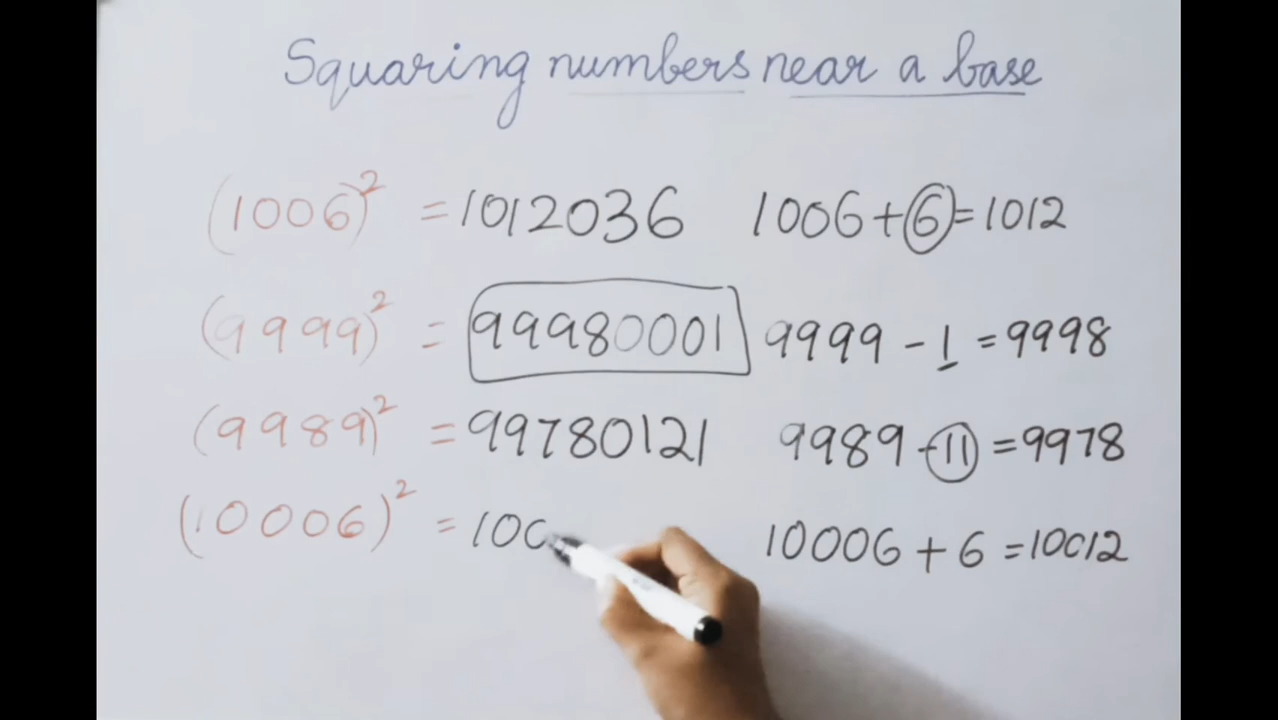 Squaring numbers near a base
(1006)² = 1012036 1006+6=1012
(9999)² = 99980001 9999 - 1 = 9998
(9989)² = 99780121 9989 - 11 = 9978
(10006)² = 100 10006 + 6 = 10012